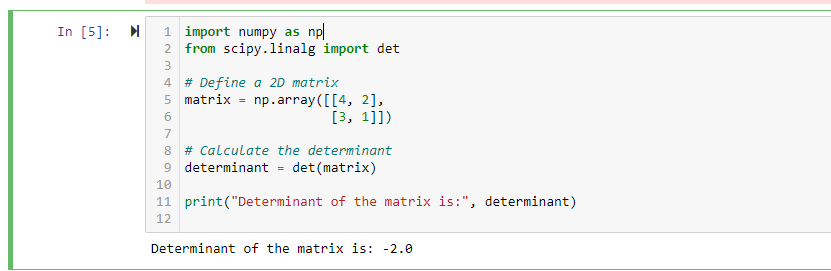 In [5]:
1 import numpy as np
2 from scipy.linalg import det
3
4 # Define a 2D matrix
5 matrix = np.array([[4, 2],
6                    [3, 1]])
7
8 # Calculate the determinant
9 determinant = det(matrix)
10
11 print("Determinant of the matrix is:", determinant)
12
Determinant of the matrix is: -2.0